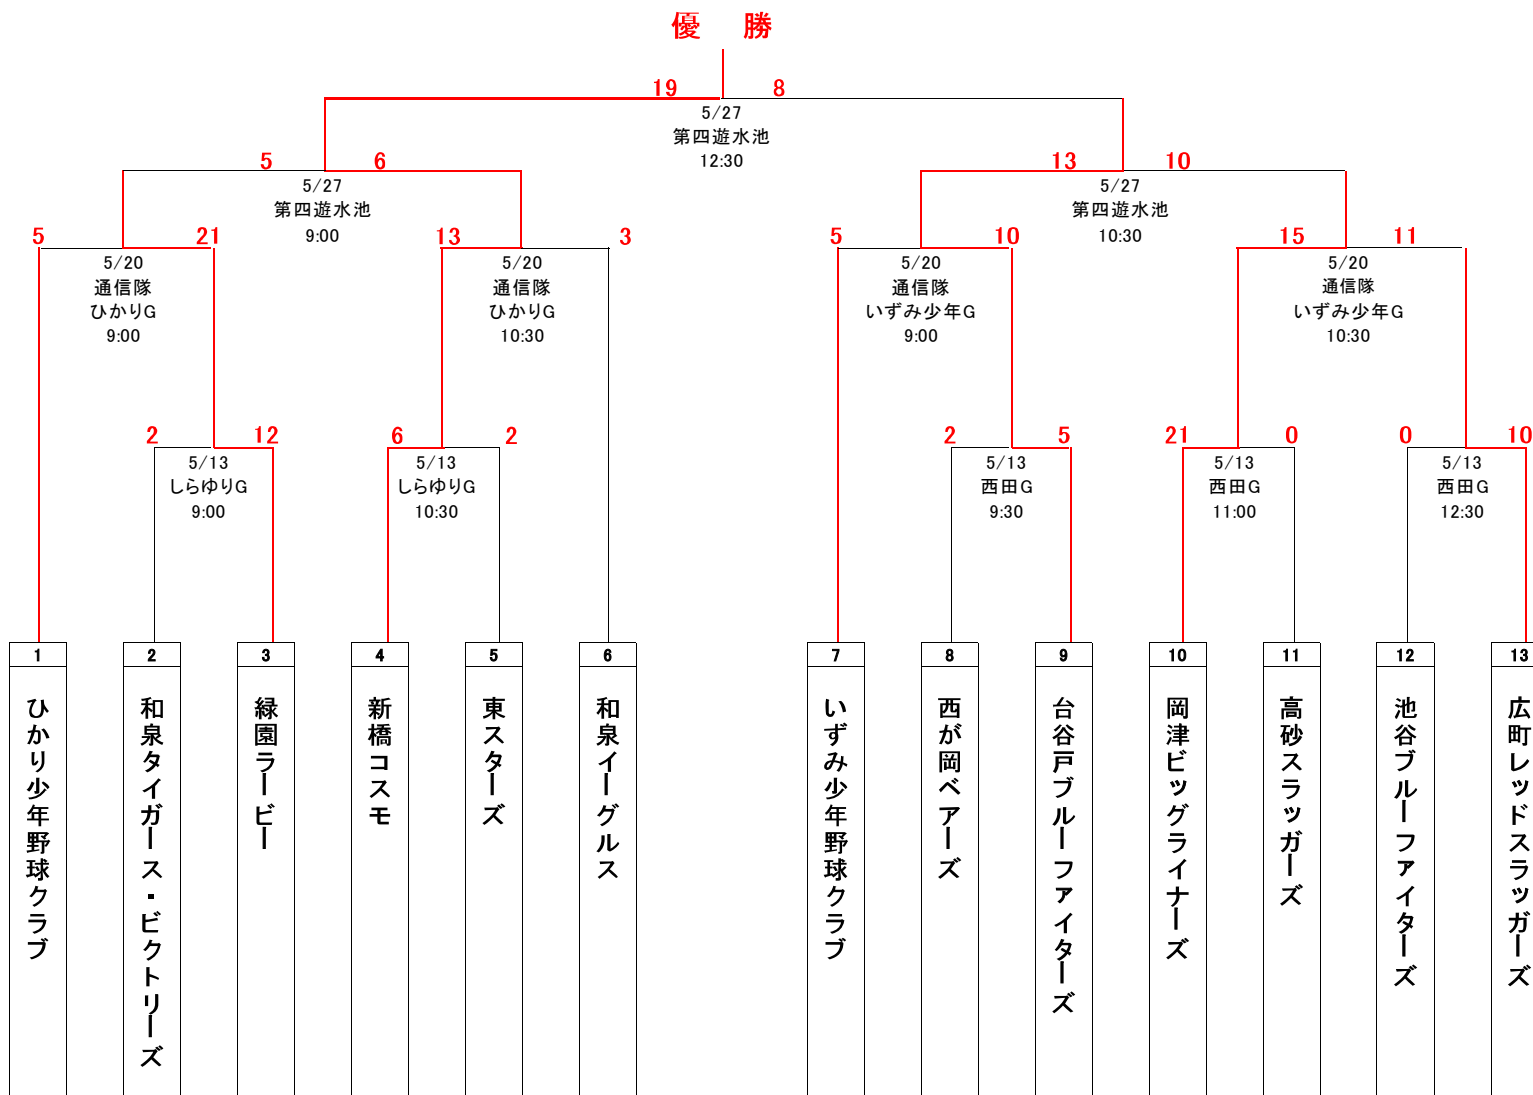 優 勝
19 8
5/27
第四遊水池
12:30
5 6
5/27
第四遊水池
9:00
13 10
5/27
第四遊水池
10:30
5 21
5/20
通信隊
ひかりG
9:00
13 3
5/20
通信隊
ひかりG
10:30
5 10
5/20
通信隊
いずみ少年G
9:00
15 11
5/20
通信隊
いずみ少年G
10:30
2 12
5/13
しらゆりG
9:00
6 2
5/13
しらゆりG
10:30
2 5
5/13
西田G
9:30
21 0
5/13
西田G
11:00
0 10
5/13
西田G
12:30
1
ひかり少年野球クラブ
2
和泉タイガース・ビクトリーズ
3
緑園ラービー
4
新橋コスモ
5
東スターズ
6
和泉イーグルス
7
いずみ少年野球クラブ
8
西が岡ベアーズ
9
台谷戸ブルーファイターズ
10
岡津ビッグライナーズ
11
高砂スラッガーズ
12
池谷ブルーファイターズ
13
広町レッドスラッガーズ